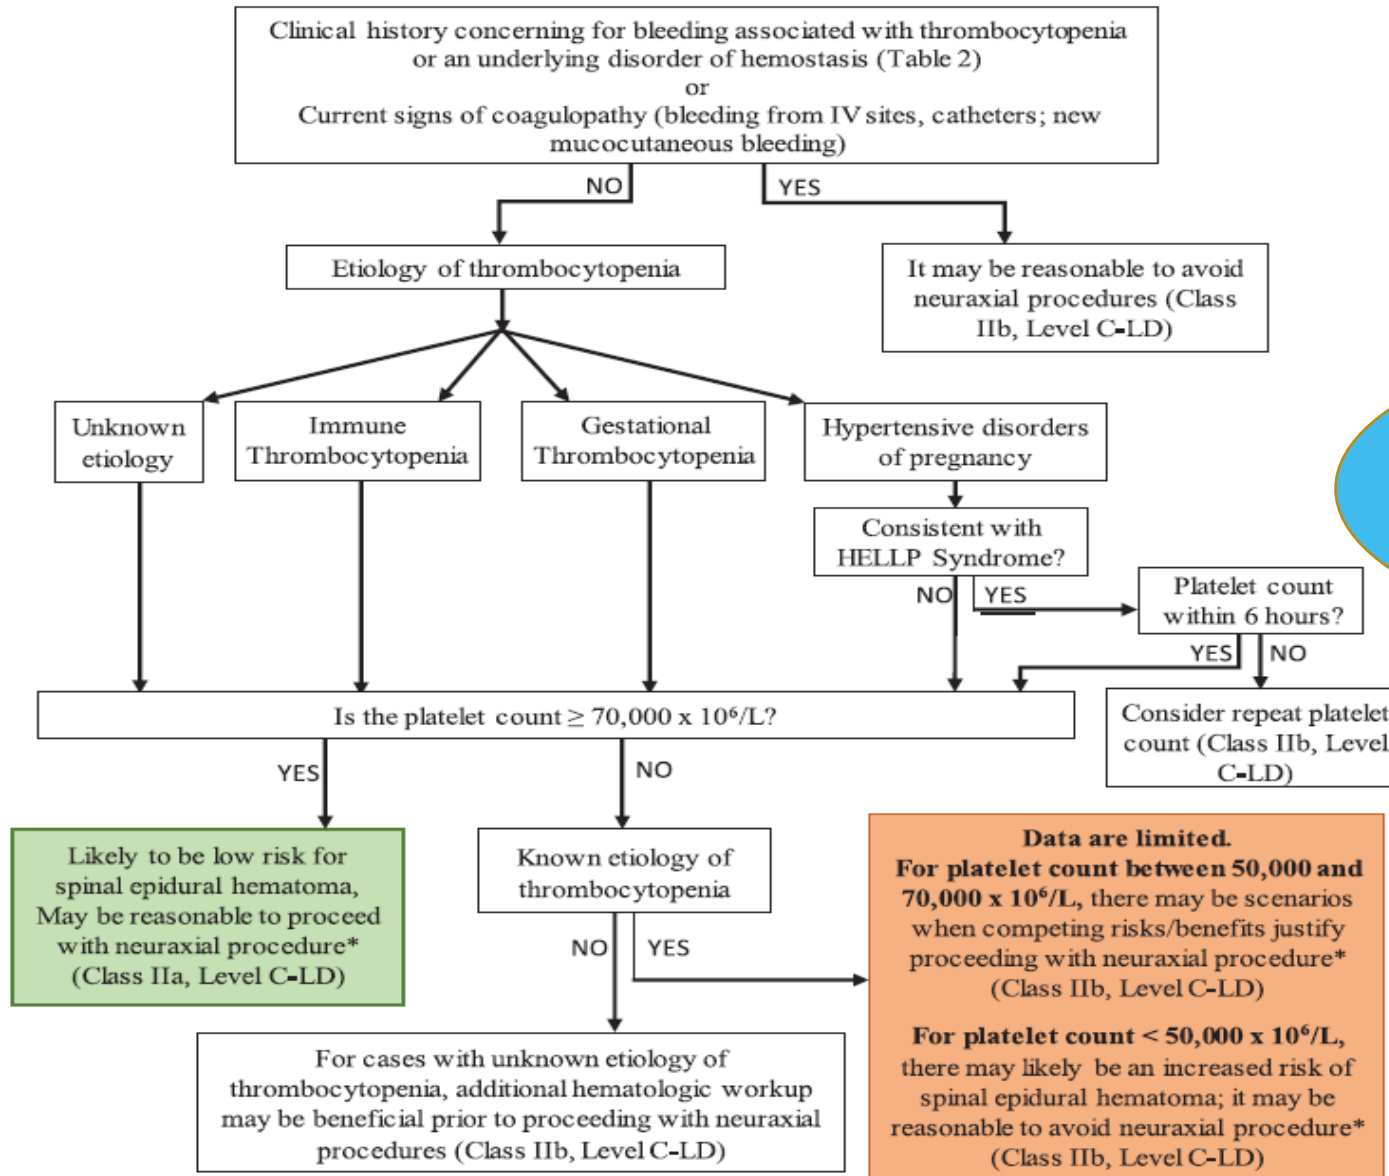 Clinical history concerning for bleeding associated with thrombocytopenia
or an underlying disorder of hemostasis (Table 2)
or
Current signs of coagulopathy (bleeding from IV sites, catheters; new
mucocutaneous bleeding)
NO
YES
Etiology of thrombocytopenia
It may be reasonable to avoid
neuraxial procedures (Class
IIb, Level C-LD)
Unknown
etiology
Immune
Thrombocytopenia
Gestational
Thrombocytopenia
Hypertensive disorders
of pregnancy
Consistent with
HELLP Syndrome?
NO
YES
Platelet count
within 6 hours?
YES
NO
Is the platelet count ≥ 70,000 x 10⁶/L?
Consider repeat platelet
count (Class IIb, Level
C-LD)
YES
NO
Likely to be low risk for
spinal epidural hematoma,
May be reasonable to proceed
with neuraxial procedure*
(Class IIa, Level C-LD)
Known etiology of
thrombocytopenia
NO
YES
Data are limited.
For platelet count between 50,000 and
70,000 x 10⁶/L, there may be scenarios
when competing risks/benefits justify
proceeding with neuraxial procedure*
(Class IIb, Level C-LD)
For platelet count < 50,000 x 10⁶/L,
there may likely be an increased risk of
spinal epidural hematoma; it may be
reasonable to avoid neuraxial procedure*
(Class IIb, Level C-LD)
For cases with unknown etiology of
thrombocytopenia, additional hematologic workup
may be beneficial prior to proceeding with neuraxial
procedures (Class IIb, Level C-LD)